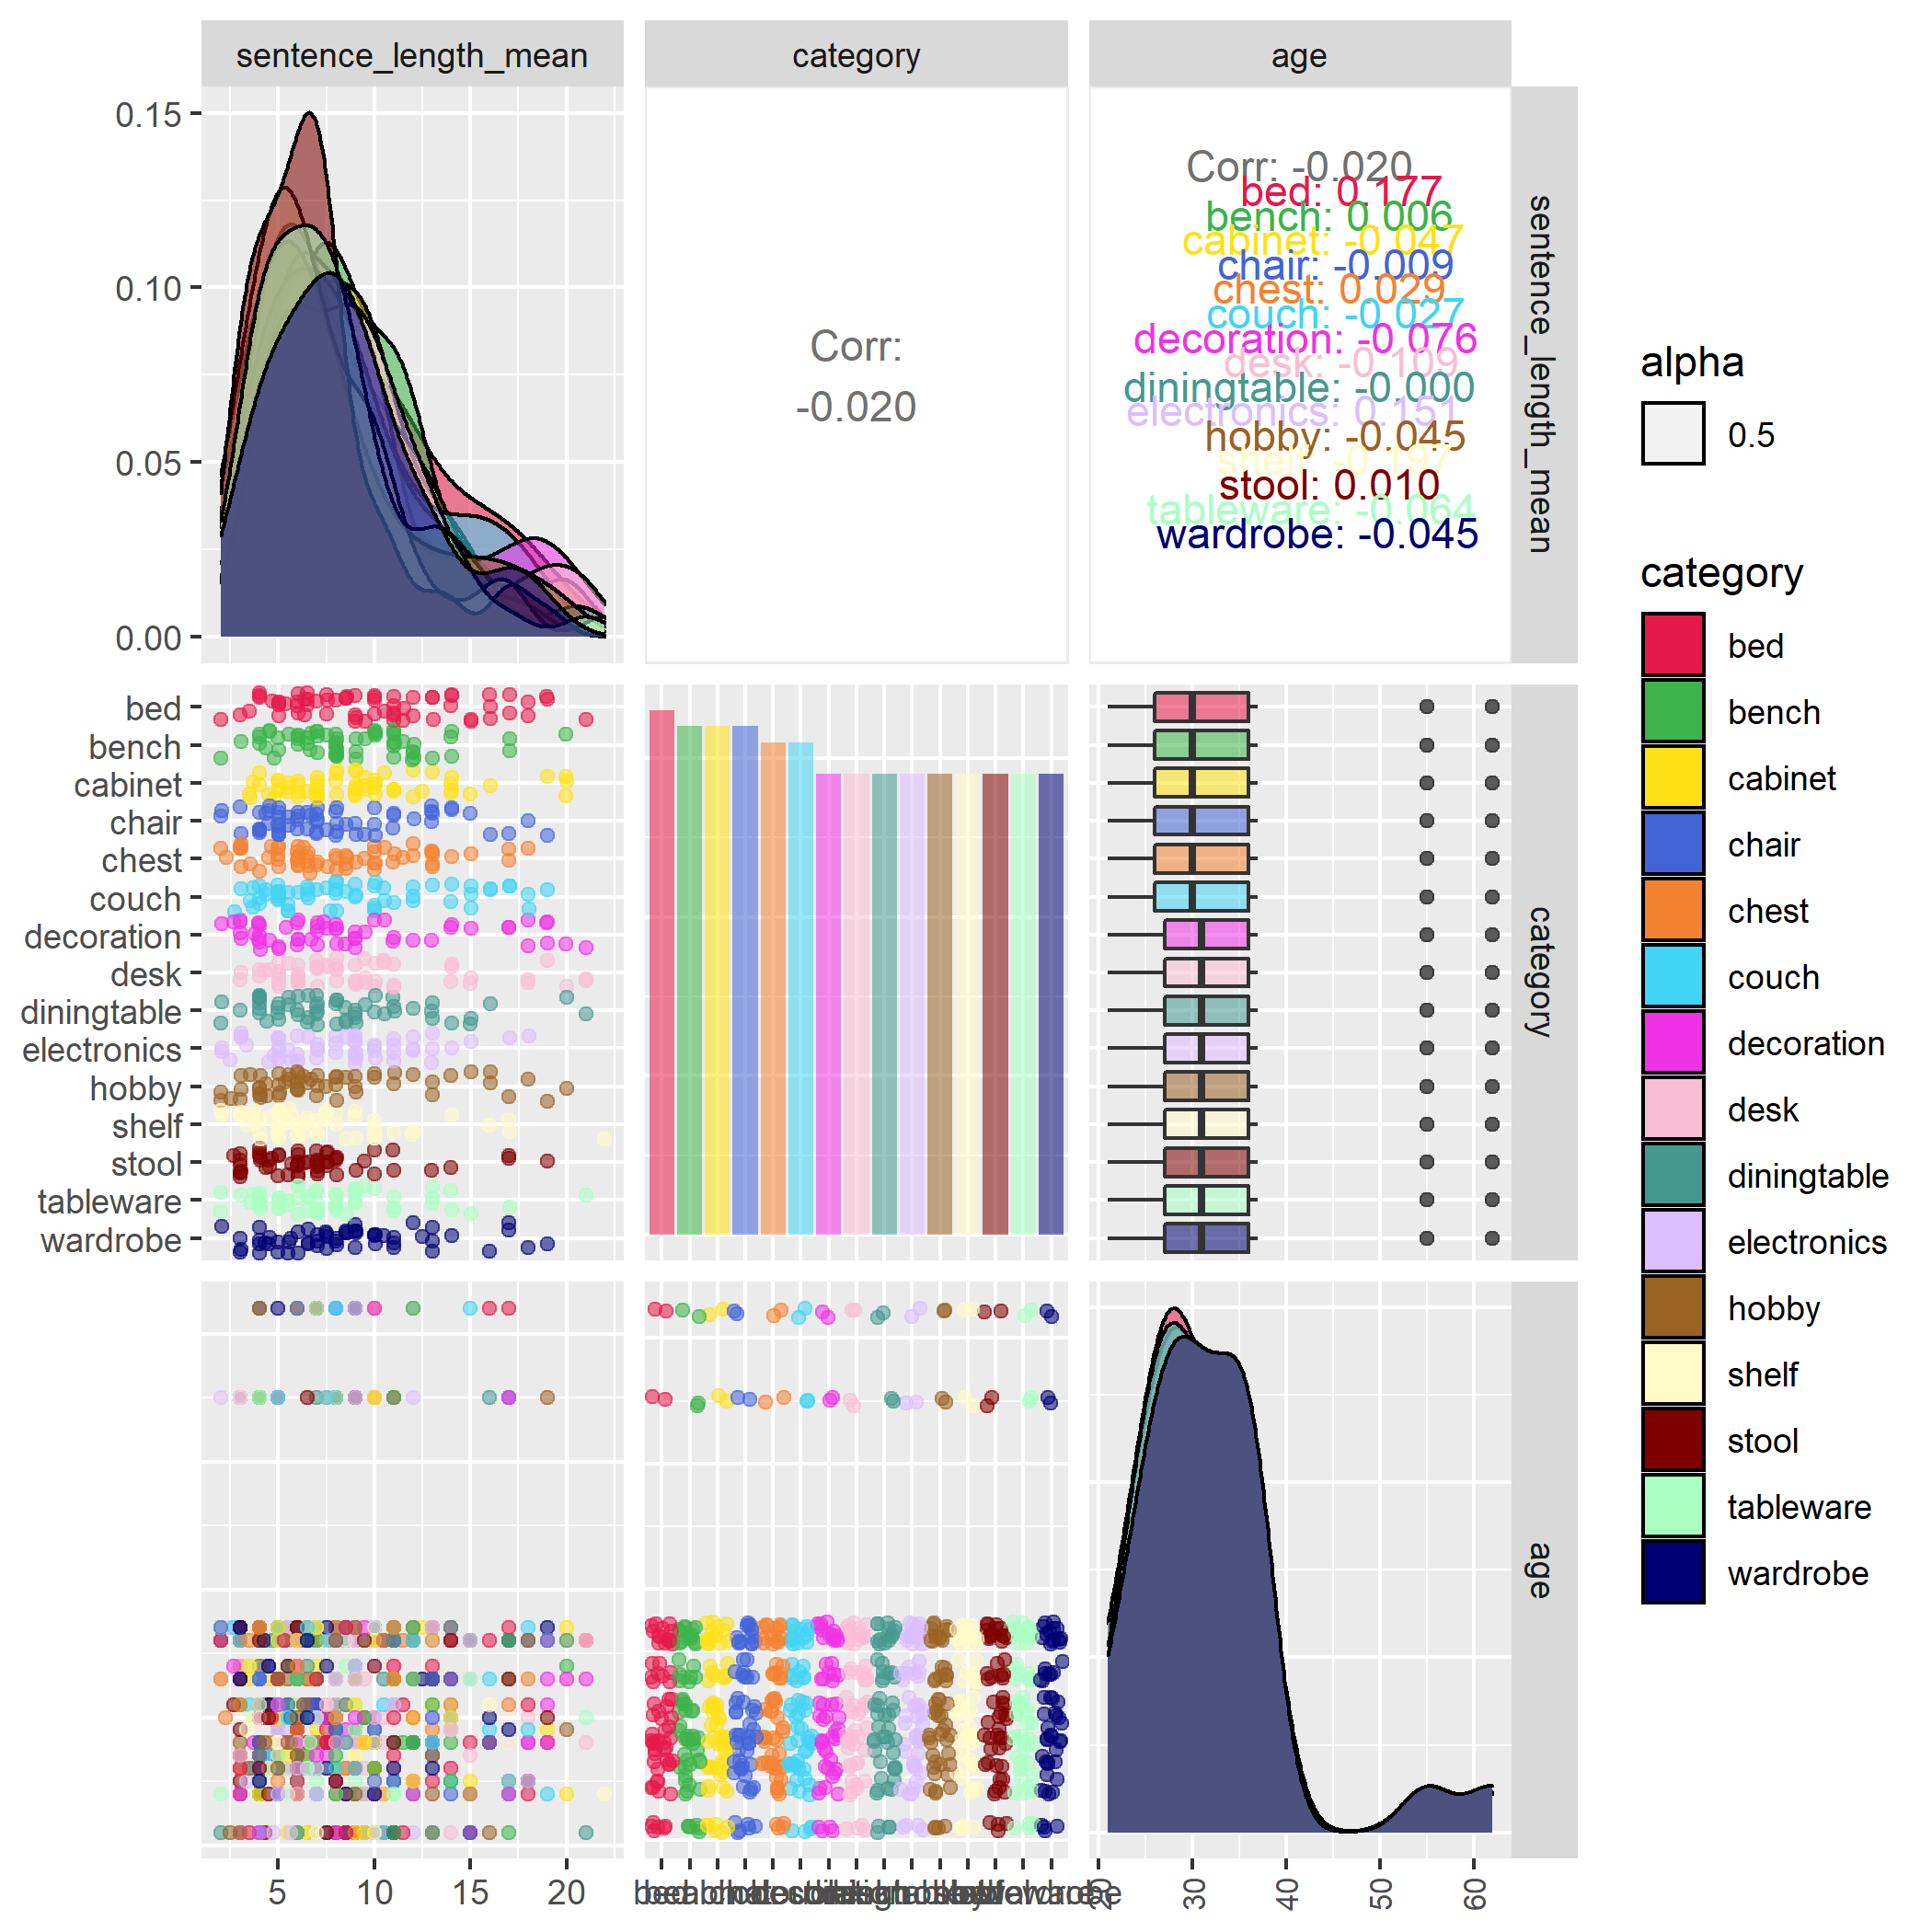 sentence_length_mean
category
age
0.15
0.10
0.05
0.00
Corr:
-0.020
Corr: -0.020
bed: 0.177
bench: 0.006
cabinet: -0.047
chair: -0.009
chest: 0.029
couch: -0.027
decoration: -0.076
desk: -0.109
diningtable: -0.000
electronics: 0.151
hobby: -0.045
shelf: -0.197
stool: 0.010
tableware: -0.064
wardrobe: -0.045
sentence_length_mean
bed
bench
cabinet
chair
chest
couch
decoration
desk
diningtable
electronics
hobby
shelf
stool
tableware
wardrobe
category
age
5
10
15
20
20
30
40
50
60
alpha
0.5
category
bed
bench
cabinet
chair
chest
couch
decoration
desk
diningtable
electronics
hobby
shelf
stool
tableware
wardrobe